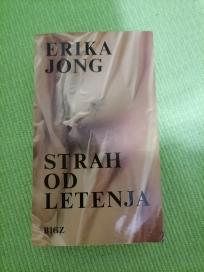 ERIKA
JONG
STRAH
OD
LETENJA
BIGZ